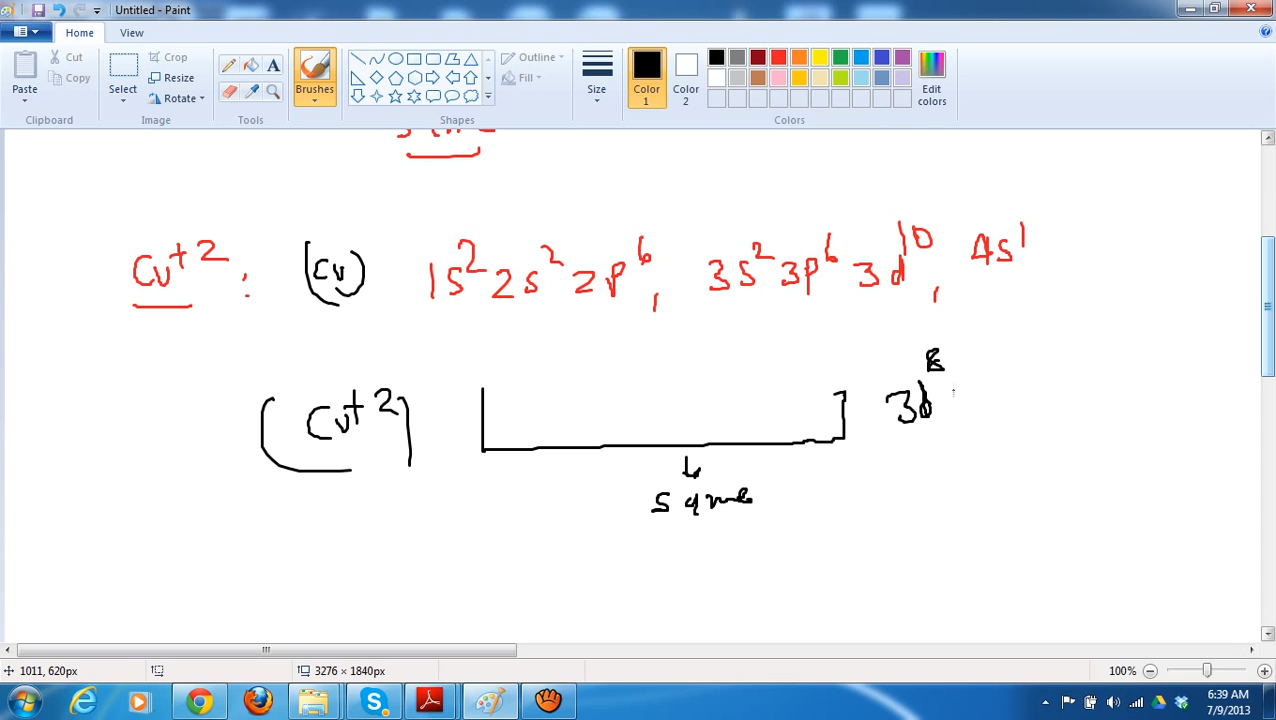 Untitled - Paint
Home View
Paste
Cut
Copy
Select
Crop
Resize
Rotate
A
Brushes
Outline
Fill
Size
Color 1
Color 2
Edit colors
Clipboard
Image
Tools
Shapes
Colors
Cu+2 : (Cu) 1s2 2s2 2p6, 3s2 3p6 3d10, 4s1
(Cu+2) 3d
same
1011, 620px
3276 × 1840px
100%
6:39 AM
7/9/2013